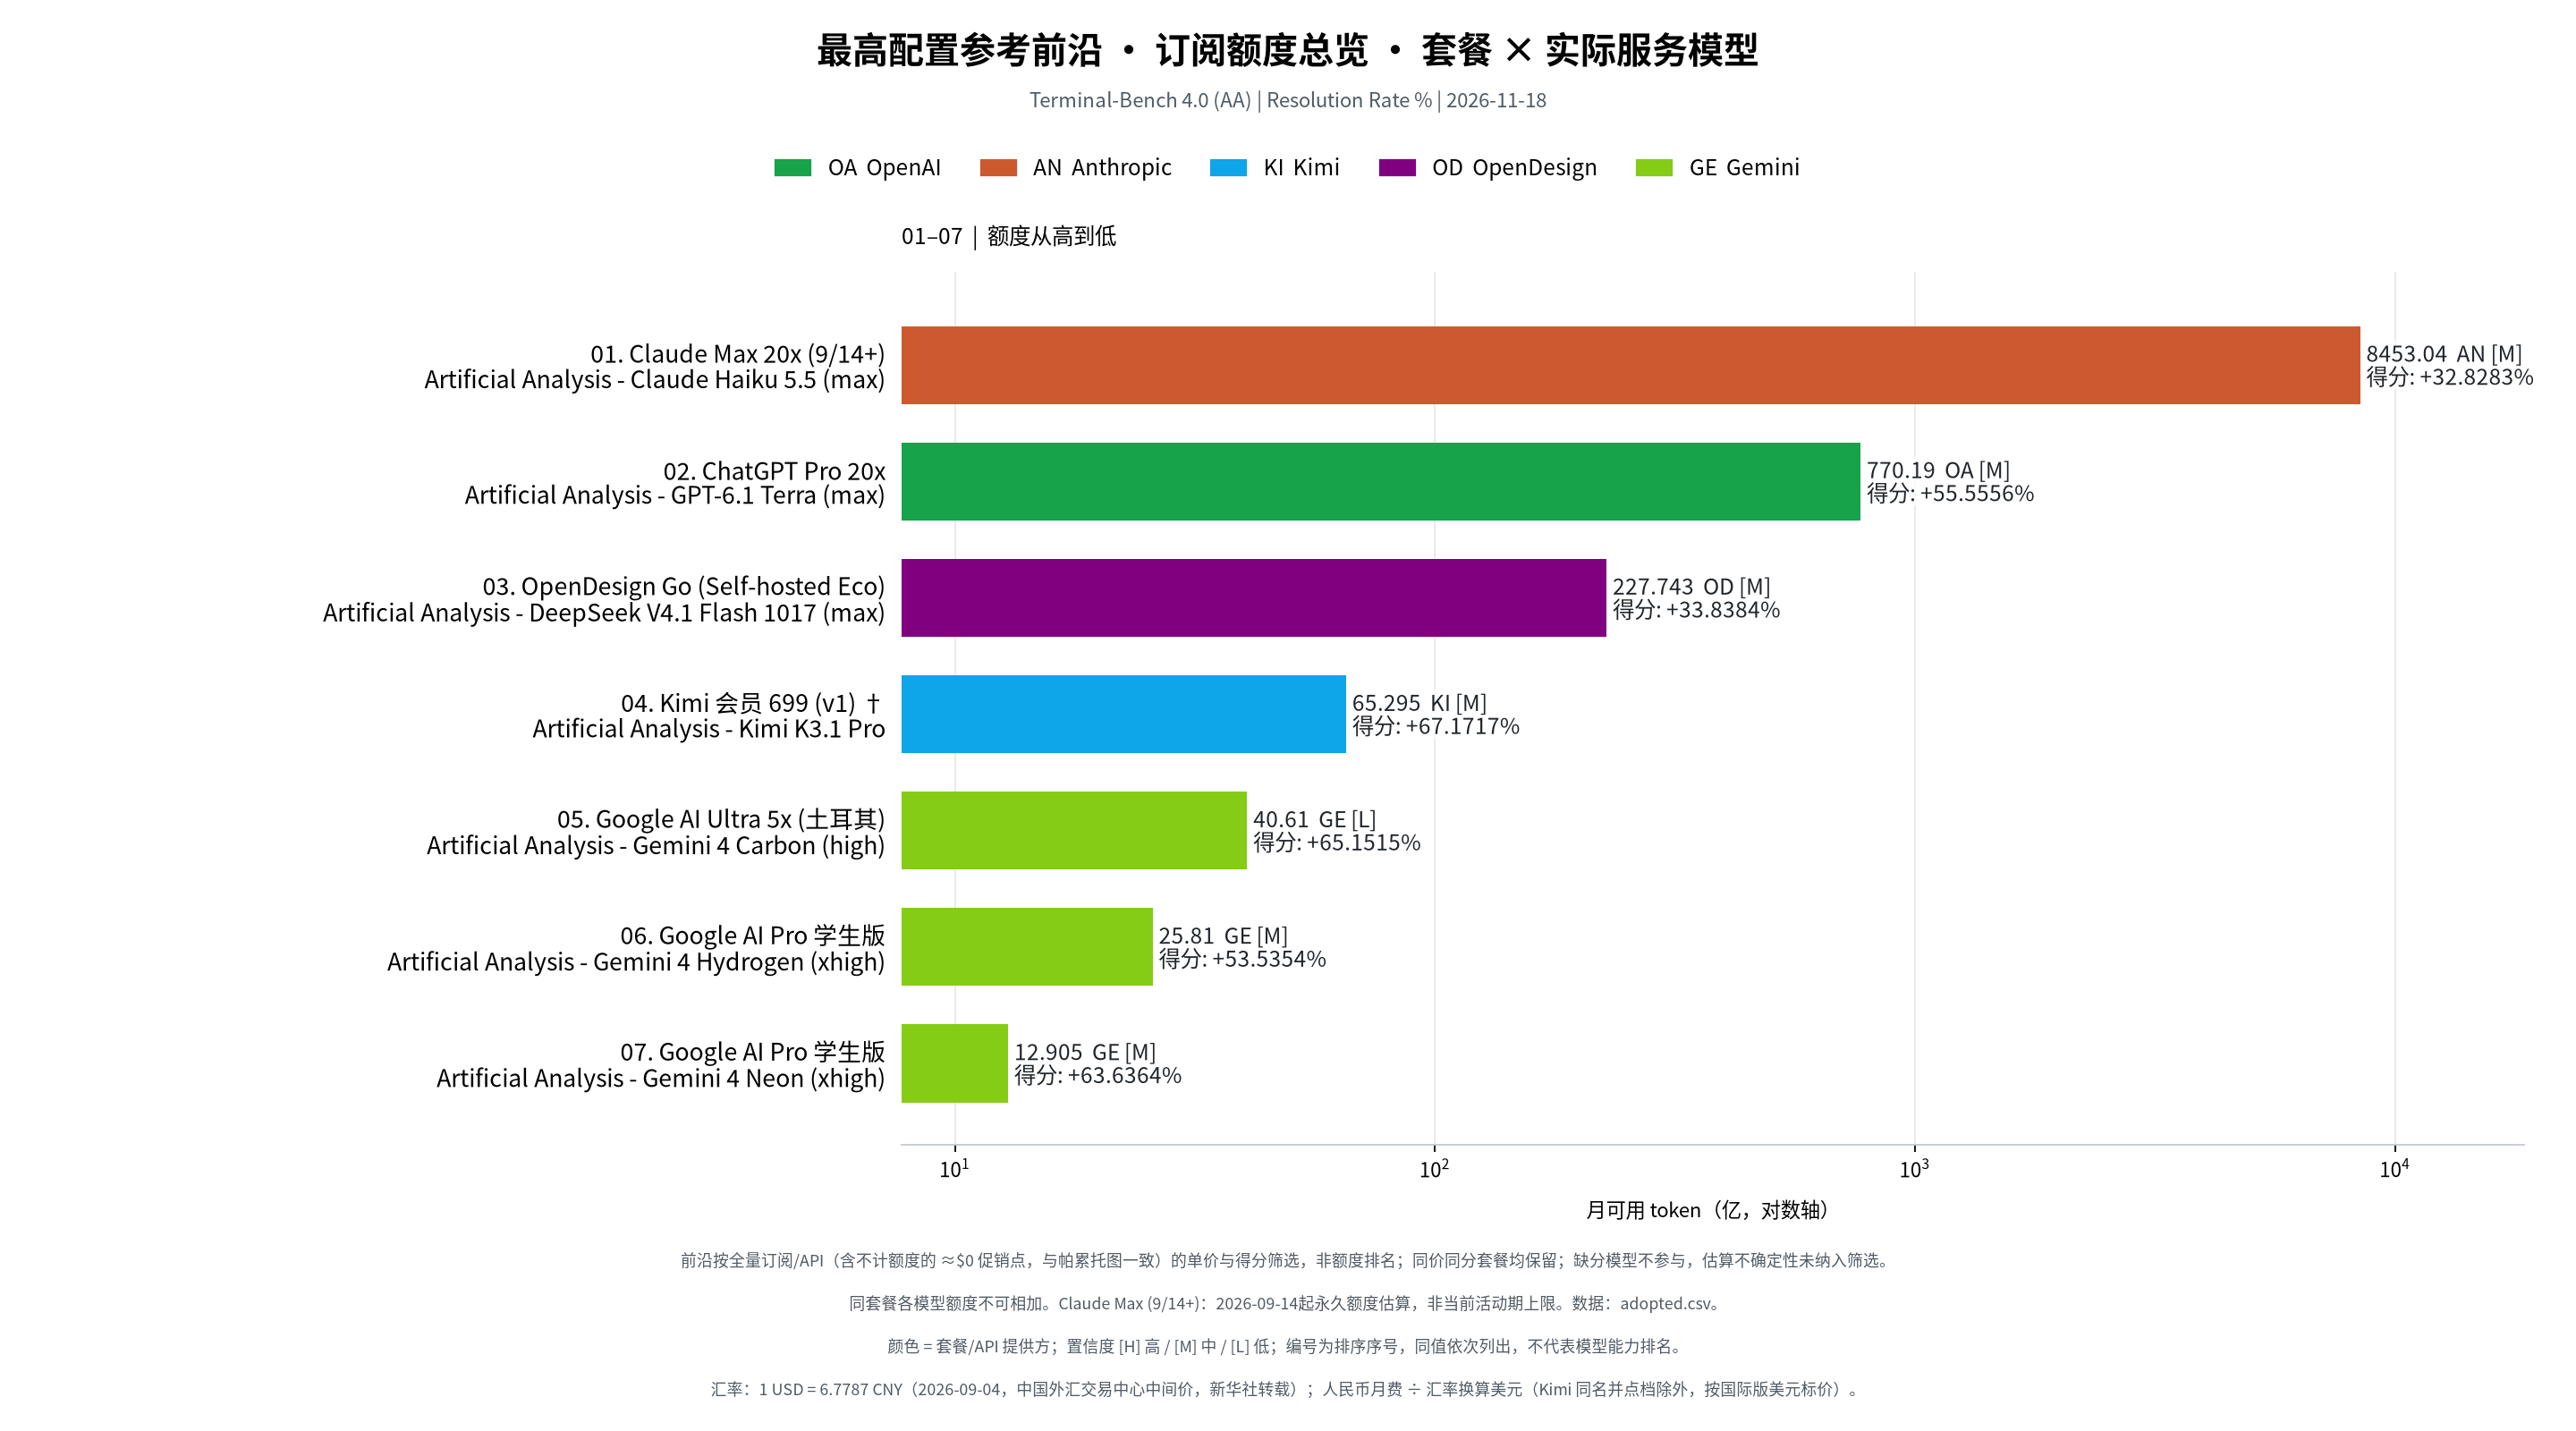 最高配置参考前沿 · 订阅额度总览 · 套餐 × 实际服务模型
Terminal-Bench 4.0 (AA) | Resolution Rate % | 2026-11-18
OA OpenAI
AN Anthropic
KI Kimi
OD OpenDesign
GE Gemini
01–07 | 额度从高到低
01. Claude Max 20x (9/14+)
Artificial Analysis - Claude Haiku 5.5 (max)
8453.04 AN [M]
得分: +32.8283%
02. ChatGPT Pro 20x
Artificial Analysis - GPT-6.1 Terra (max)
770.19 OA [M]
得分: +55.5556%
03. OpenDesign Go (Self-hosted Eco)
Artificial Analysis - DeepSeek V4.1 Flash 1017 (max)
227.743 OD [M]
得分: +33.8384%
04. Kimi 会员 699 (v1) †
Artificial Analysis - Kimi K3.1 Pro
65.295 KI [M]
得分: +67.1717%
05. Google AI Ultra 5x (土耳其)
Artificial Analysis - Gemini 4 Carbon (high)
40.61 GE [L]
得分: +65.1515%
06. Google AI Pro 学生版
Artificial Analysis - Gemini 4 Hydrogen (xhigh)
25.81 GE [M]
得分: +53.5354%
07. Google AI Pro 学生版
Artificial Analysis - Gemini 4 Neon (xhigh)
12.905 GE [M]
得分: +63.6364%
10¹ 10² 10³ 10⁴
月可用 token（亿，对数轴）
前沿按全量订阅/API（含不计额度的 ≈$0 促销点，与帕累托图一致）的单价与得分筛选，非额度排名；同价同分套餐均保留；缺分模型不参与，估算不确定性未纳入筛选。
同套餐各模型额度不可相加。Claude Max (9/14+)：2026-09-14起永久额度估算，非当前活动期上限。数据：adopted.csv。
颜色 = 套餐/API 提供方；置信度 [H] 高 / [M] 中 / [L] 低；编号为排序序号，同值依次列出，不代表模型能力排名。
汇率：1 USD = 6.7787 CNY（2026-09-04，中国外汇交易中心中间价，新华社转载）；人民币月费 ÷ 汇率换算美元（Kimi 同名并点档除外，按国际版美元标价）。